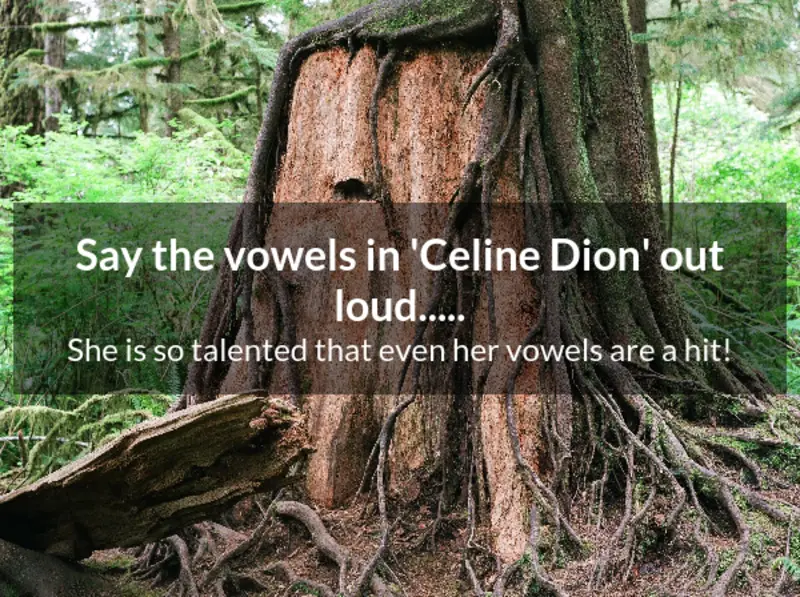 Say the vowels in 'Celine Dion' out
loud.....
She is so talented that even her vowels are a hit!